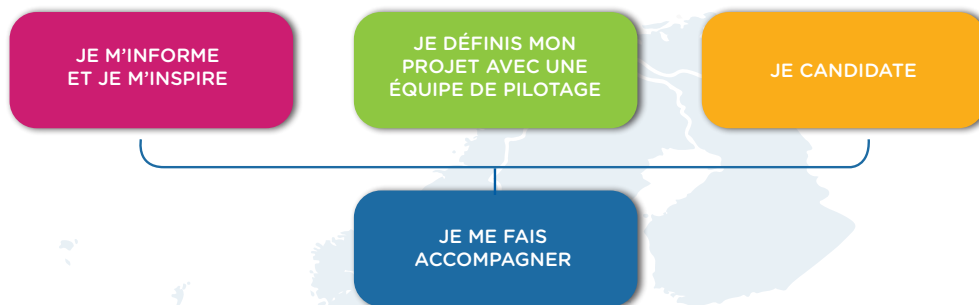 JE M’INFORME
ET JE M’INSPIRE
JE DÉFINIS MON
PROJET AVEC UNE
ÉQUIPE DE PILOTAGE
JE CANDIDATE
JE ME FAIS
ACCOMPAGNER